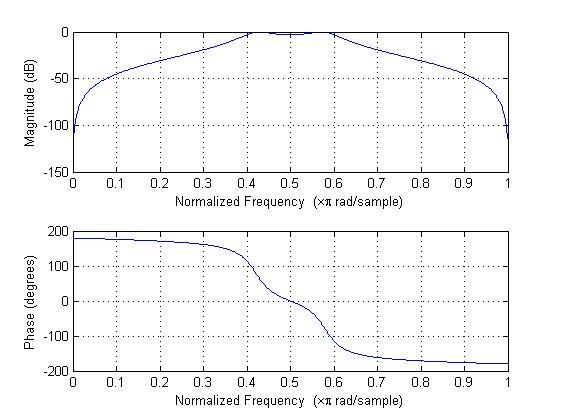 0
-50
-100
-150
Magnitude (dB)
0 0.1 0.2 0.3 0.4 0.5 0.6 0.7 0.8 0.9 1
Normalized Frequency (×π rad/sample)
200
100
0
-100
-200
Phase (degrees)
0 0.1 0.2 0.3 0.4 0.5 0.6 0.7 0.8 0.9 1
Normalized Frequency (×π rad/sample)